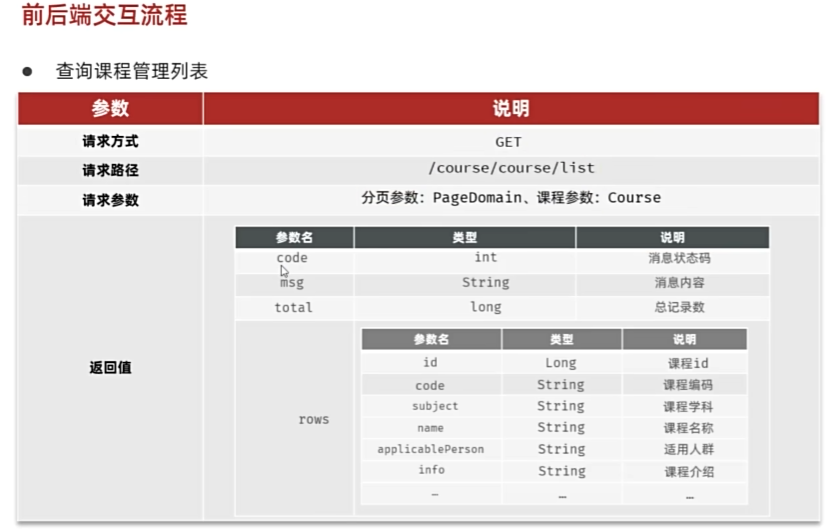 前后端交互流程
● 查询课程管理列表
参数 说明
请求方式 GET
请求路径 /course/course/list
请求参数 分页参数：PageDomain、课程参数：Course
返回值
参数名 类型 说明
code int 消息状态码
msg String 消息内容
total long 总记录数
rows
参数名 类型 说明
id Long 课程id
code String 课程编码
subject String 课程学科
name String 课程名称
applicablePerson String 适用人群
info String 课程介绍
… … …